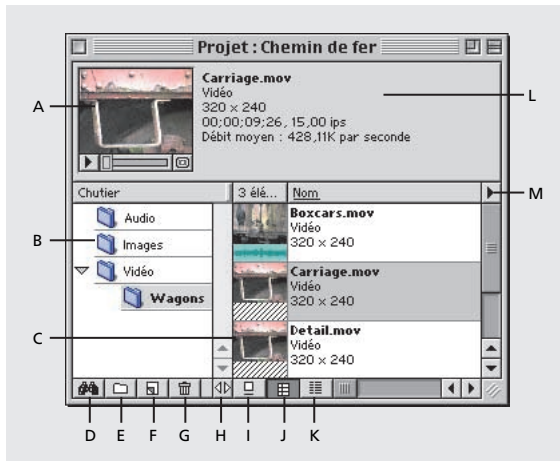 Projet : Chemin de fer
Carriage.mov
Vidéo
320 x 240
00;00;09;26, 15,00 ips
Débit moyen : 428,11K par seconde
A
L
Chutier
3 élé...
Nom
M
Audio
Images
Vidéo
Wagons
B
Boxcars.mov
Vidéo
320 x 240
Carriage.mov
Vidéo
320 x 240
C
Detail.mov
Vidéo
320 x 240
D
E
F
G
H
I
J
K